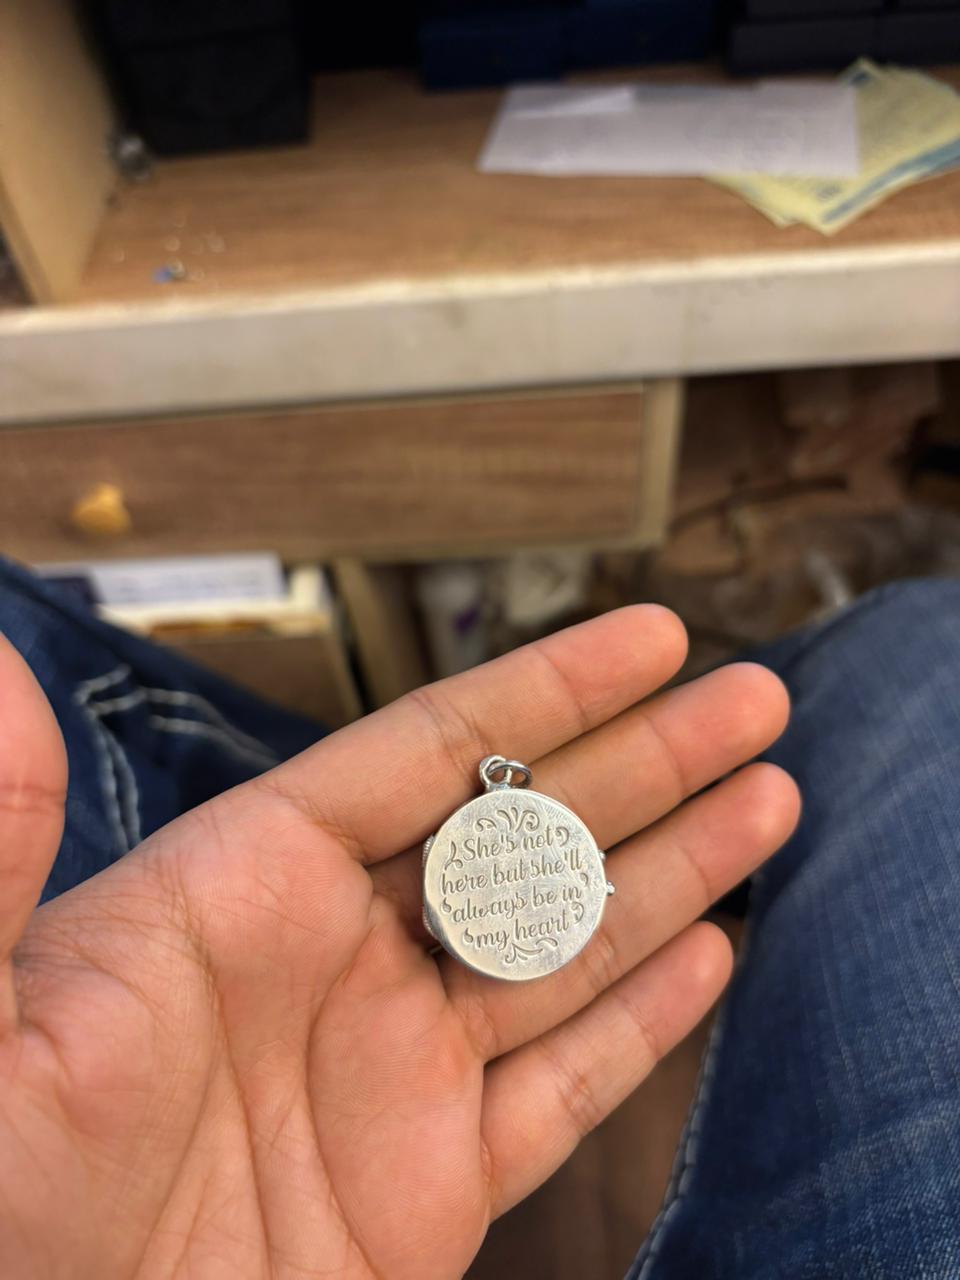 She's not
here but she'll
always be in
my heart